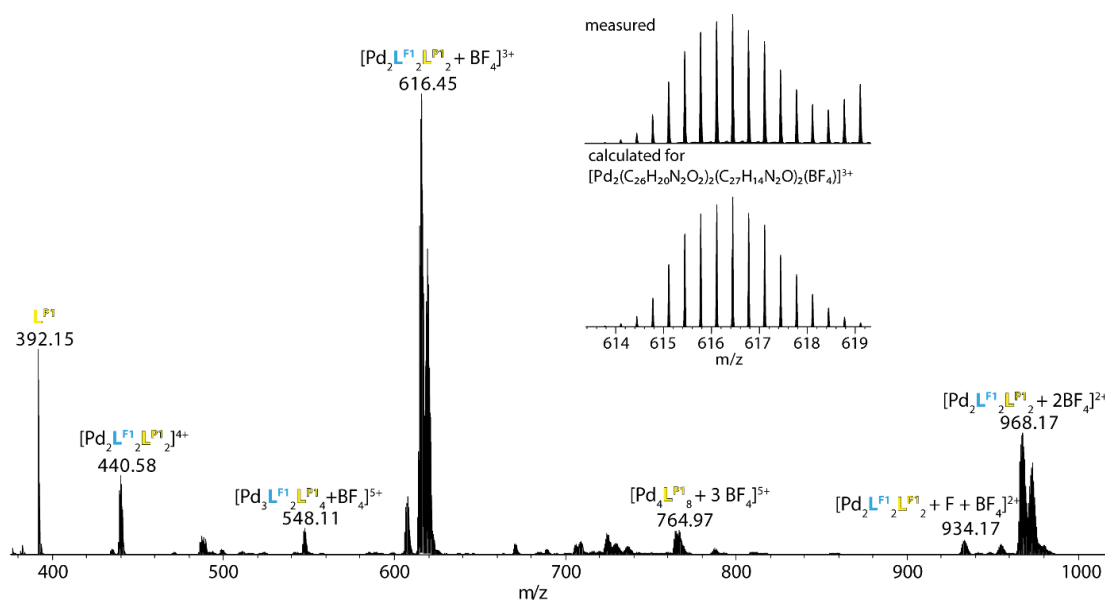 measured
[Pd₂Lᶠ¹₂Lᴾ¹₂ + BF₄]³⁺
616.45
calculated for
[Pd₂(C₂₆H₂₀N₂O₂)₂(C₂₇H₁₄N₂O)₂(BF₄)]³⁺
614 615 616 617 618 619
m/z
Lᴾ¹
392.15
[Pd₂Lᶠ¹₂Lᴾ¹₂]⁴⁺
440.58
[Pd₃Lᶠ¹₂Lᴾ¹₄+BF₄]⁵⁺
548.11
[Pd₄Lᴾ¹₈ + 3 BF₄]⁵⁺
764.97
[Pd₂Lᶠ¹₂Lᴾ¹₂ + F + BF₄]²⁺
934.17
[Pd₂Lᶠ¹₂Lᴾ¹₂ + 2BF₄]²⁺
968.17
400 500 600 700 800 900 1000
m/z